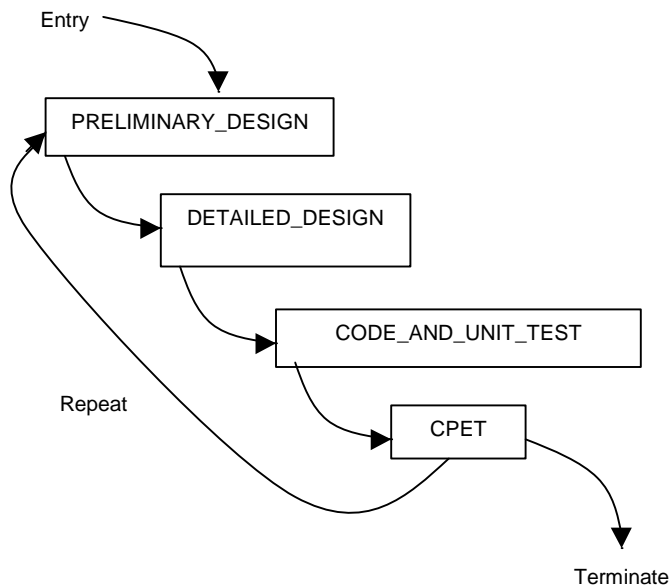 Entry
PRELIMINARY_DESIGN
DETAILED_DESIGN
CODE_AND_UNIT_TEST
Repeat
CPET
Terminate